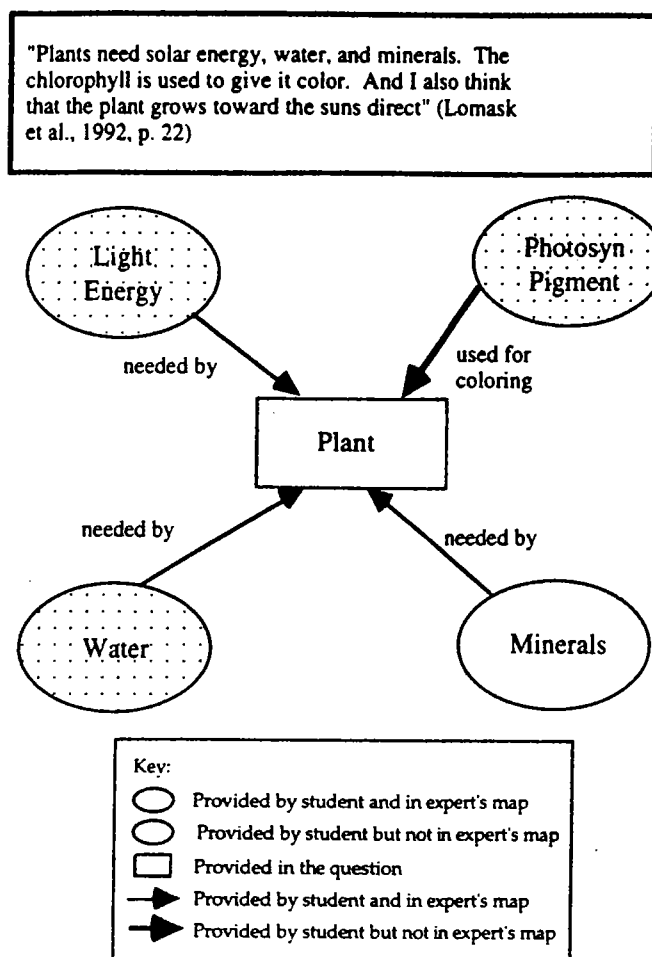 "Plants need solar energy, water, and minerals. The
chlorophyll is used to give it color. And I also think
that the plant grows toward the suns direct" (Lomask
et al., 1992, p. 22)
Light
Energy
Photosyn
Pigment
needed by
used for
coloring
Plant
needed by
needed by
Water
Minerals
Key:
Provided by student and in expert's map
Provided by student but not in expert's map
Provided in the question
Provided by student and in expert's map
Provided by student but not in expert's map